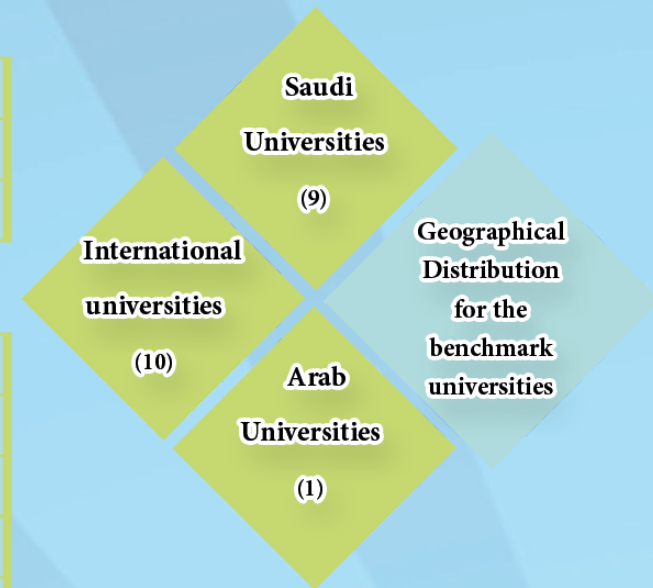 Saudi
Universities
(9)
International
universities
(10)
Geographical
Distribution
for the
benchmark
universities
Arab
Universities
(1)